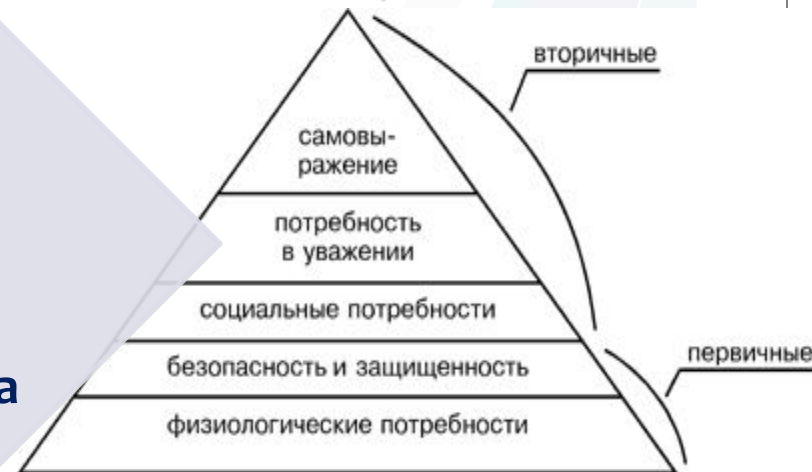 вторичные
самовы-
ражение
потребность
в уважении
социальные потребности
безопасность и защищенность
первичные
физиологические потребности